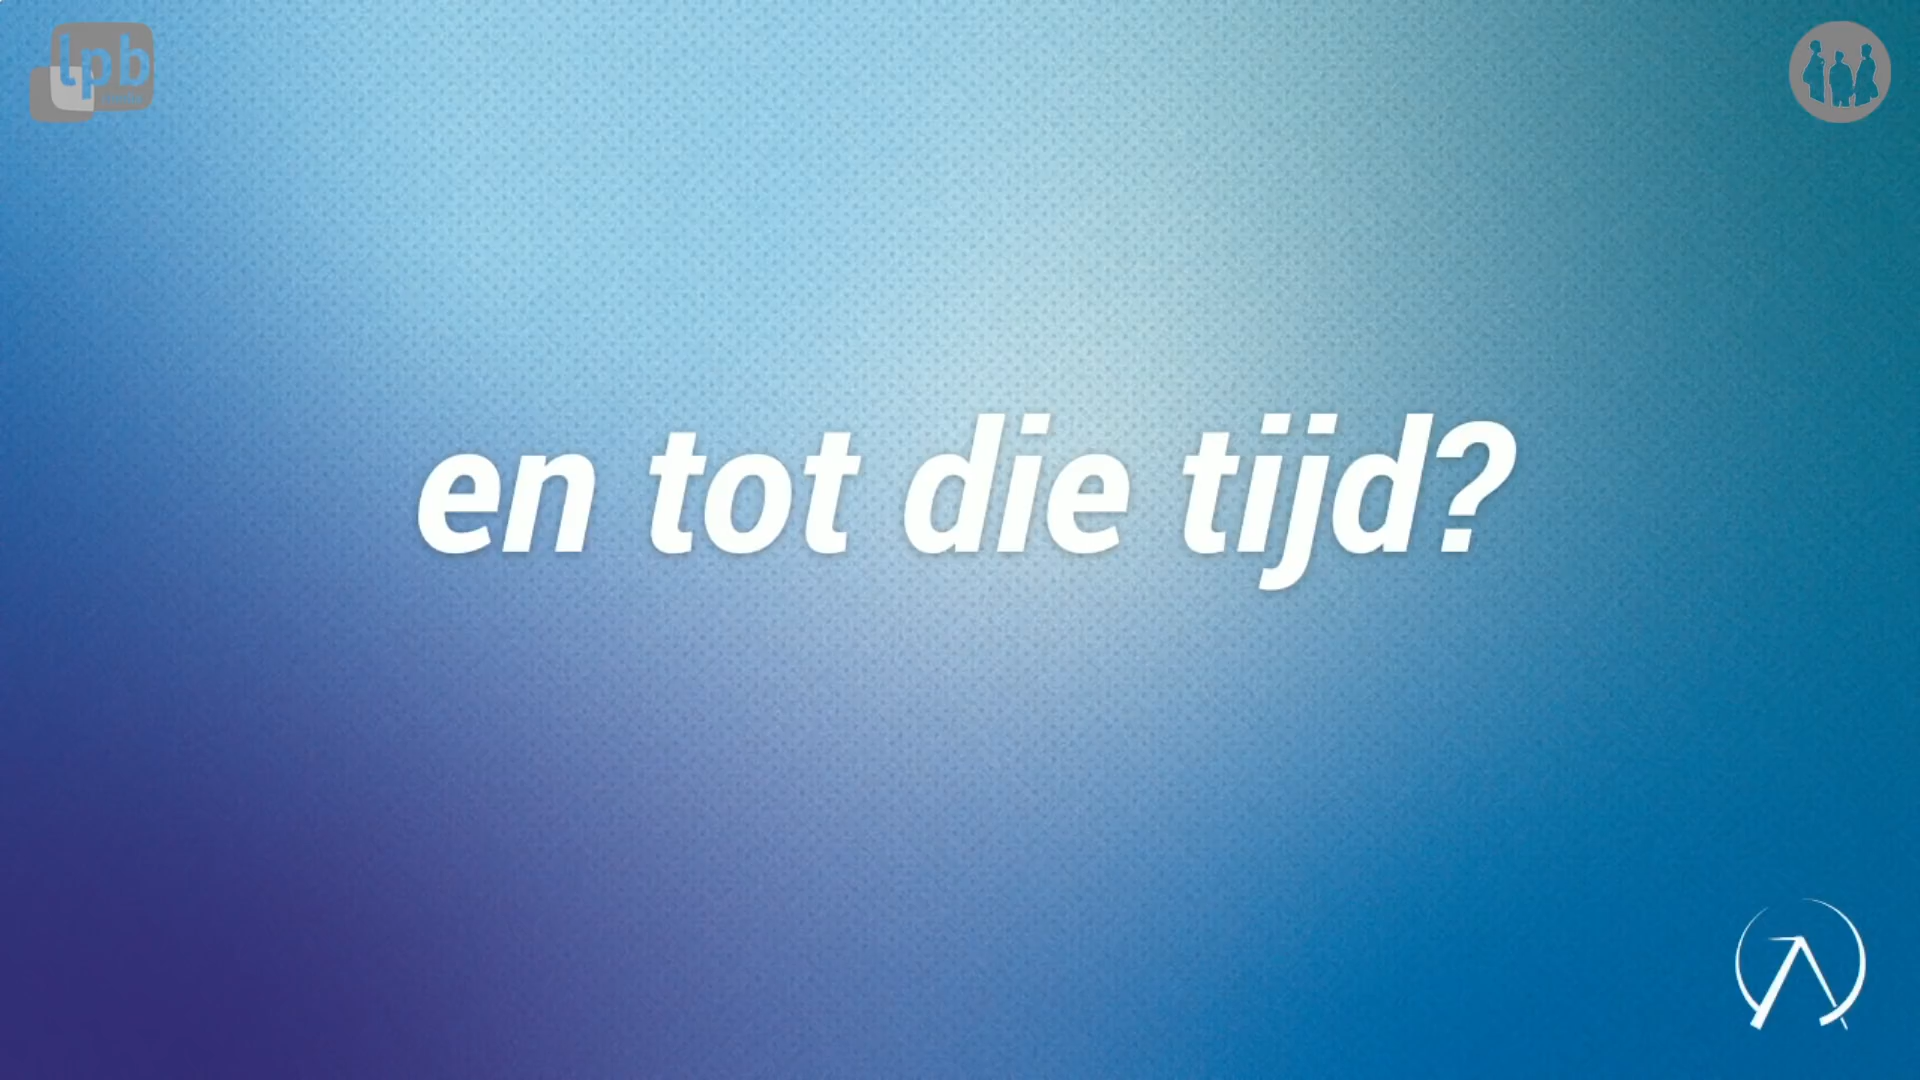 lpb
en tot die tijd?